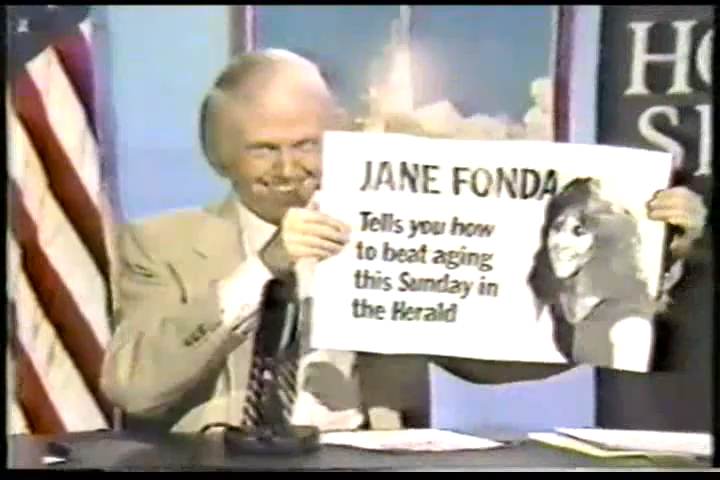 JANE FONDA
Tells you how
to beat aging
this Sunday in
the Herald